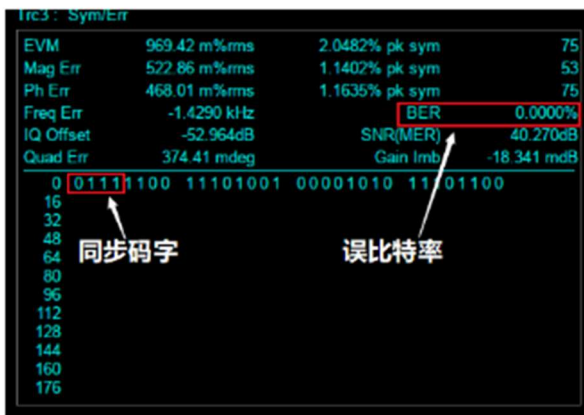 Trc3 : Sym/Err
EVM 969.42 m%rms 2.0482% pk sym 75
Mag Err 522.86 m%rms 1.1402% pk sym 53
Ph Err 468.01 m%rms 1.1635% pk sym 75
Freq Err -1.4290 kHz BER 0.0000%
IQ Offset -52.964dB SNR(MER) 40.270dB
Quad Err 374.41 mdeg Gain Imb -18.341 mdB
0 01111100 11101001 00001010 11101100
16
32
48
同步码字 误比特率
64
80
96
112
128
144
160
176